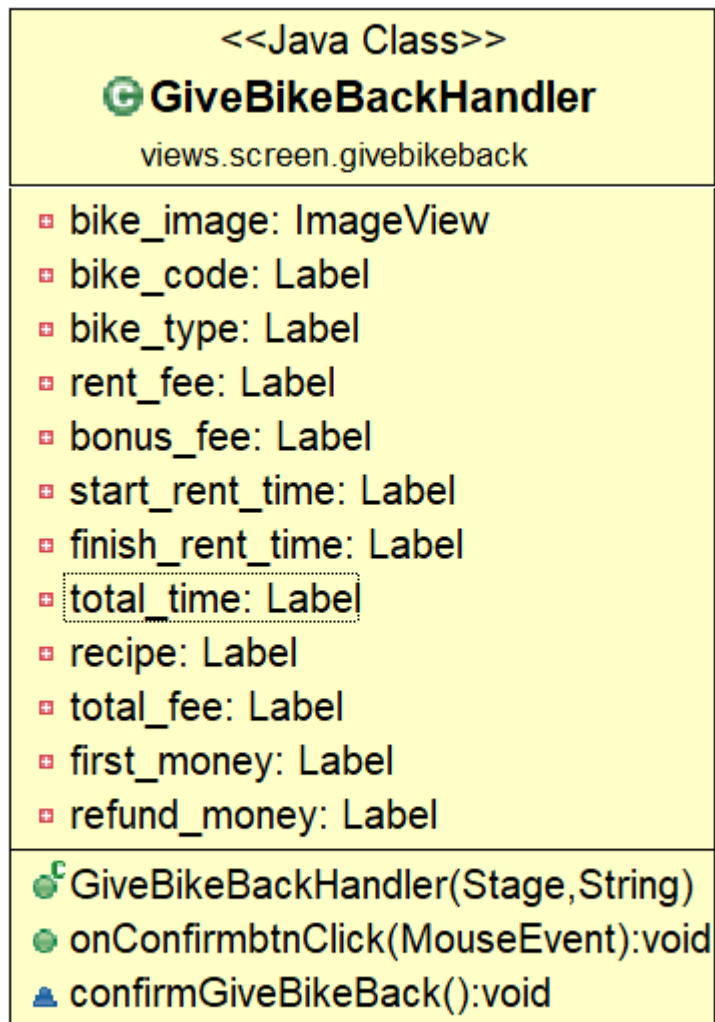 <<Java Class>>
GiveBikeBackHandler
views.screen.givebikeback
bike_image: ImageView
bike_code: Label
bike_type: Label
rent_fee: Label
bonus_fee: Label
start_rent_time: Label
finish_rent_time: Label
total_time: Label
recipe: Label
total_fee: Label
first_money: Label
refund_money: Label
GiveBikeBackHandler(Stage,String)
onConfirmbtnClick(MouseEvent):void
confirmGiveBikeBack():void